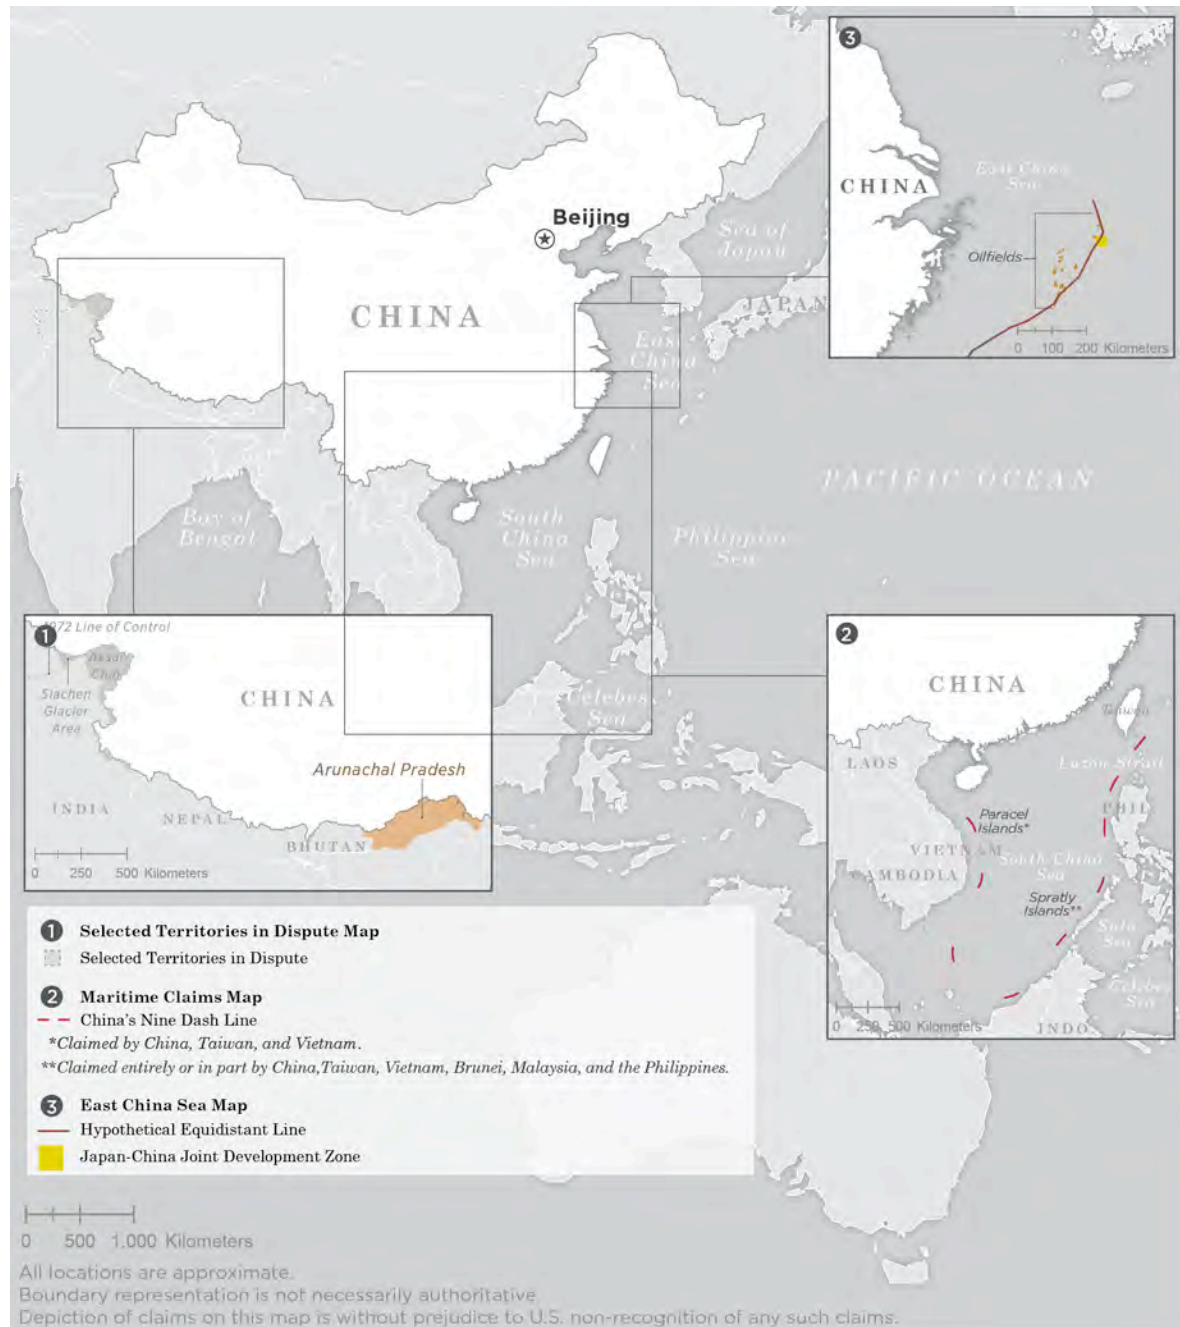 Beijing
CHINA
Sea of
Japan
JAPAN
East
China
Sea
PACIFIC OCEAN
Bay of
Bengal
South
China
Sea
Philippine
Sea
Celebes
Sea
3
CHINA
East China
Sea
Oilfields
0 100 200 Kilometers
1
1972 Line of Control
Aksai
Chin
Siachen
Glacier
Area
CHINA
Arunachal Pradesh
INDIA
NEPAL
BHUTAN
0 250 500 Kilometers
2
CHINA
Taiwan
LAOS
Luzon Strait
Paracel
Islands*
PHIL
VIETNAM
South China
Sea
CAMBODIA
Spratly
Islands**
Sulu
Sea
Celebes
Sea
0 250 500 Kilometers
INDO.
1 Selected Territories in Dispute Map
Selected Territories in Dispute
2 Maritime Claims Map
China's Nine Dash Line
*Claimed by China, Taiwan, and Vietnam.
**Claimed entirely or in part by China,Taiwan, Vietnam, Brunei, Malaysia, and the Philippines.
3 East China Sea Map
Hypothetical Equidistant Line
Japan-China Joint Development Zone
0 500 1,000 Kilometers
All locations are approximate.
Boundary representation is not necessarily authoritative.
Depiction of claims on this map is without prejudice to U.S. non-recognition of any such claims.